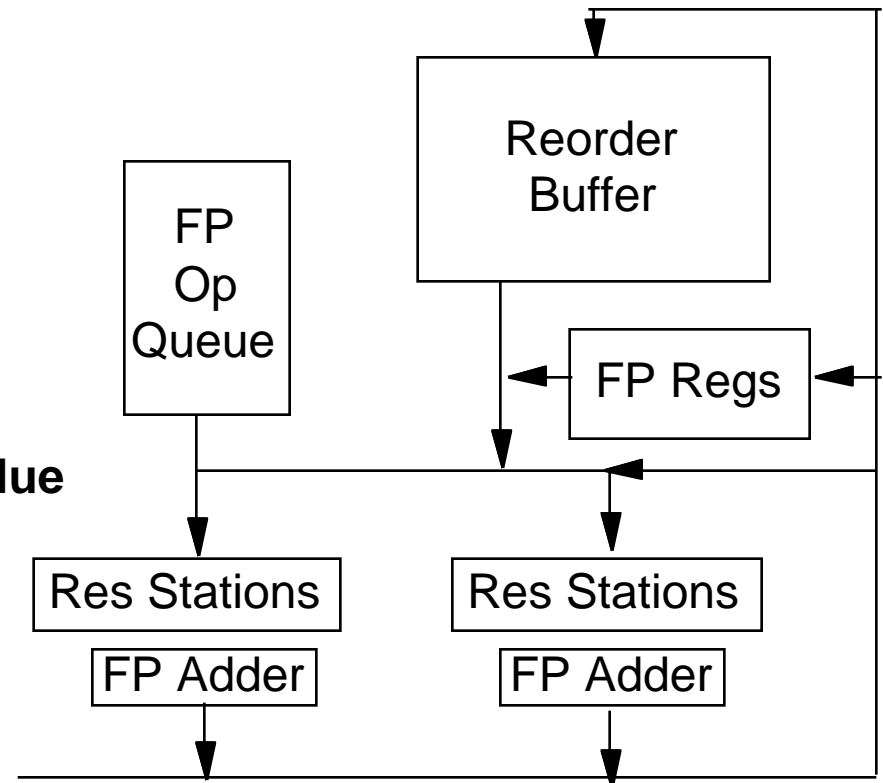 Reorder
Buffer
FP
Op
Queue
FP Regs
lue
Res Stations
Res Stations
FP Adder
FP Adder